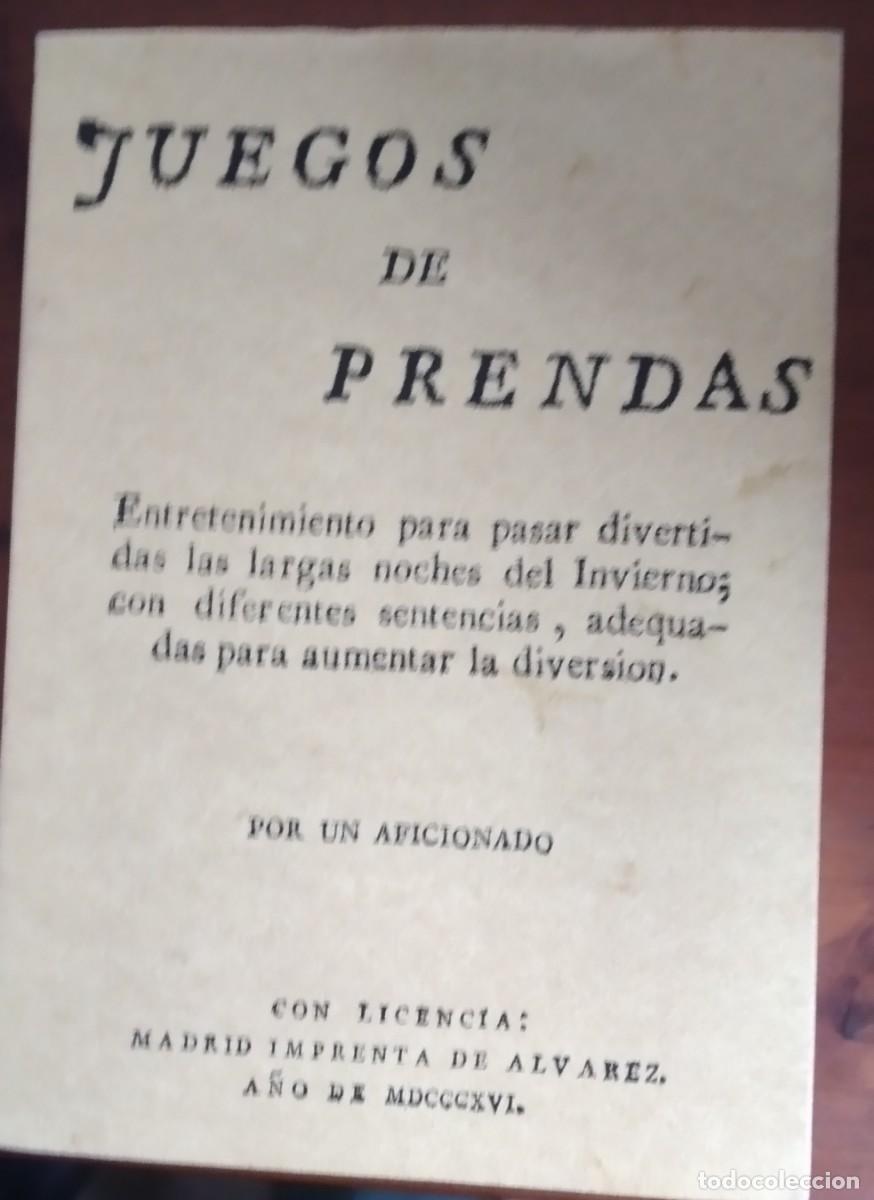 JUEGOS
DE
PRENDAS
Entretenimiento para pasar diverti-
das las largas noches del Invierno;
con diferentes sentencias, adequa-
das para aumentar la diversion.
POR UN AFICIONADO
CON LICENCÍA:
MADRID IMPRENTA DE ALVAREZ.
AÑO DE MDCCCXVI.
todocoleccion